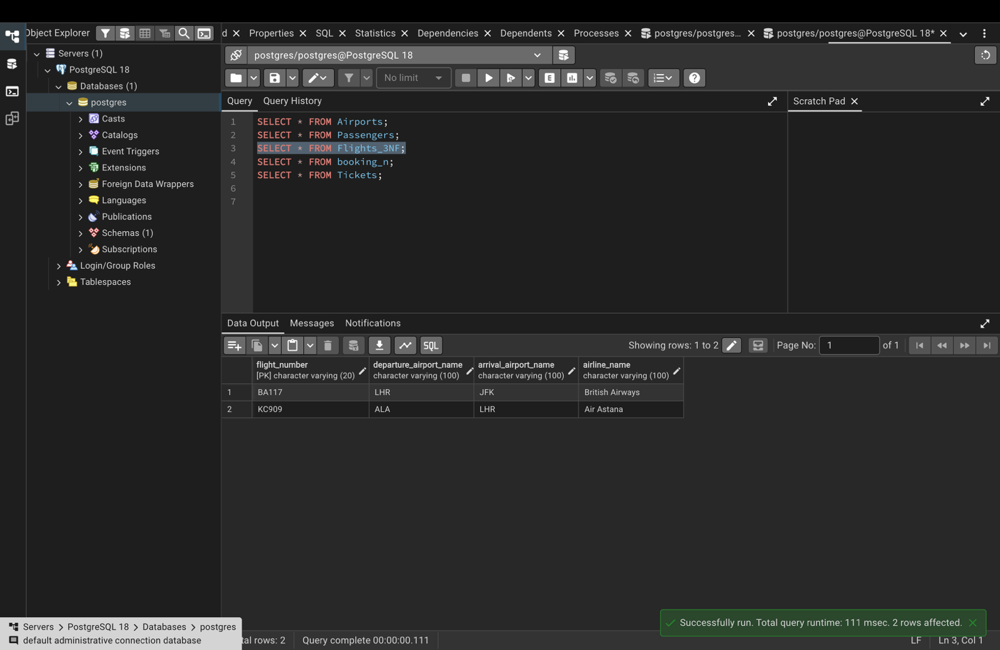 Object Explorer
d
Properties
SQL
Statistics
Dependencies
Dependents
Processes
postgres/postgres...
postgres/postgres@PostgreSQL 18*
Servers (1)
PostgreSQL 18
Databases (1)
postgres
Casts
Catalogs
Event Triggers
Extensions
Foreign Data Wrappers
Languages
Publications
Schemas (1)
Subscriptions
Login/Group Roles
Tablespaces
postgres/postgres@PostgreSQL 18
No limit
E
Query
Query History
Scratch Pad
1 SELECT * FROM Airports;
2 SELECT * FROM Passengers;
3 SELECT * FROM Flights_3NF;
4 SELECT * FROM booking_n;
5 SELECT * FROM Tickets;
6
7
Data Output
Messages
Notifications
SQL
Showing rows: 1 to 2
Page No: 1 of 1
flight_number departure_airport_name arrival_airport_name airline_name
[PK] character varying (20) character varying (100) character varying (100) character varying (100)
1 BA117 LHR JFK British Airways
2 KC909 ALA LHR Air Astana
Successfully run. Total query runtime: 111 msec. 2 rows affected.
Servers > PostgreSQL 18 > Databases > postgres
default administrative connection database
tal rows: 2
Query complete 00:00:00.111
LF
Ln 3, Col 1